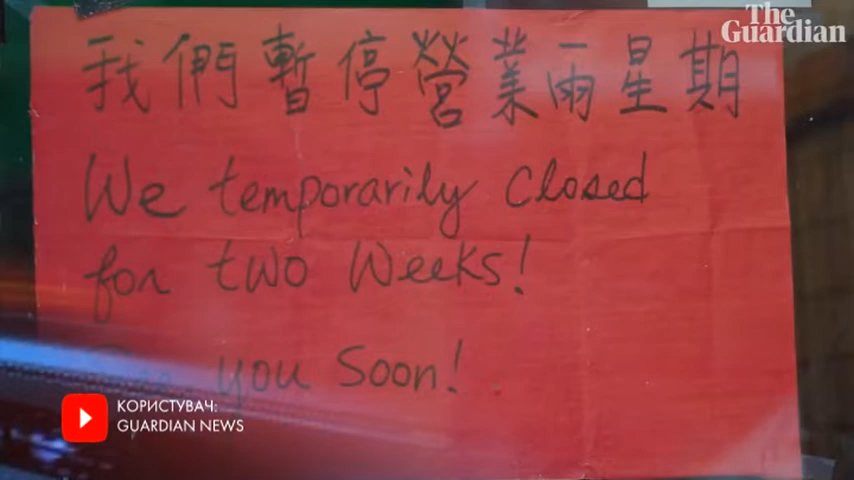 The Guardian
我們暫停營業兩星期
We temporarily closed
for two weeks!
See you soon!
КОРИСТУВАЧ:
GUARDIAN NEWS